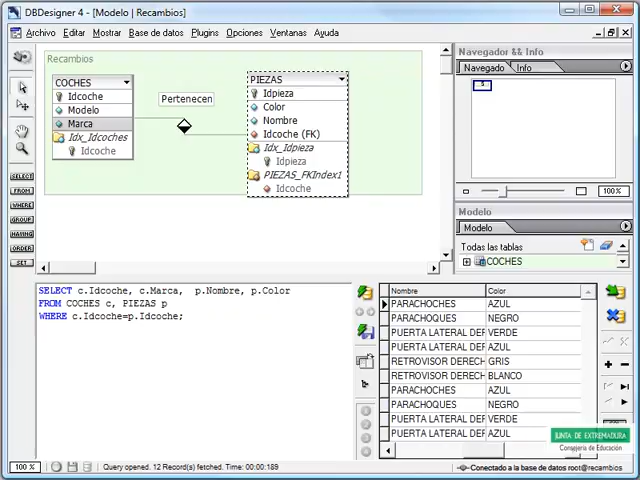 DBDesigner 4 - [Modelo | Recambios]
Archivo Editar Mostrar Base de datos Plugins Opciones Ventanas Ayuda
Recambios
COCHES
Idcoche
Modelo
Marca
Idx_Idcoches
Idcoche
Pertenecen
PIEZAS
Idpieza
Color
Nombre
Idcoche (FK)
Idx_Idpieza
Idpieza
PIEZAS_FKIndex1
Idcoche
Navegador && Info
Navegado Info
100%
Modelo
Modelo
Todas las tablas
COCHES
SELECT
FROM
WHERE
GROUP
HAVING
ORDER
SET
SELECT c.Idcoche, c.Marca, p.Nombre, p.Color
FROM COCHES c, PIEZAS p
WHERE c.Idcoche=p.Idcoche;
Nombre Color
PARACHOCHES AZUL
PARACHOQUES NEGRO
PUERTA LATERAL DEF VERDE
PUERTA LATERAL DEF AZUL
RETROVISOR DERECH GRIS
RETROVISOR DERECH BLANCO
PARACHOCHES AZUL
PARACHOQUES NEGRO
PUERTA LATERAL DEF VERDE
PUERTA LATERAL DEF AZUL
JUNTA DE EXTREMADURA
Consejería de Educación
100 % Query opened. 12 Record(s) fetched. Time: 00:00:189 Conectado a la base de datos root@recambios